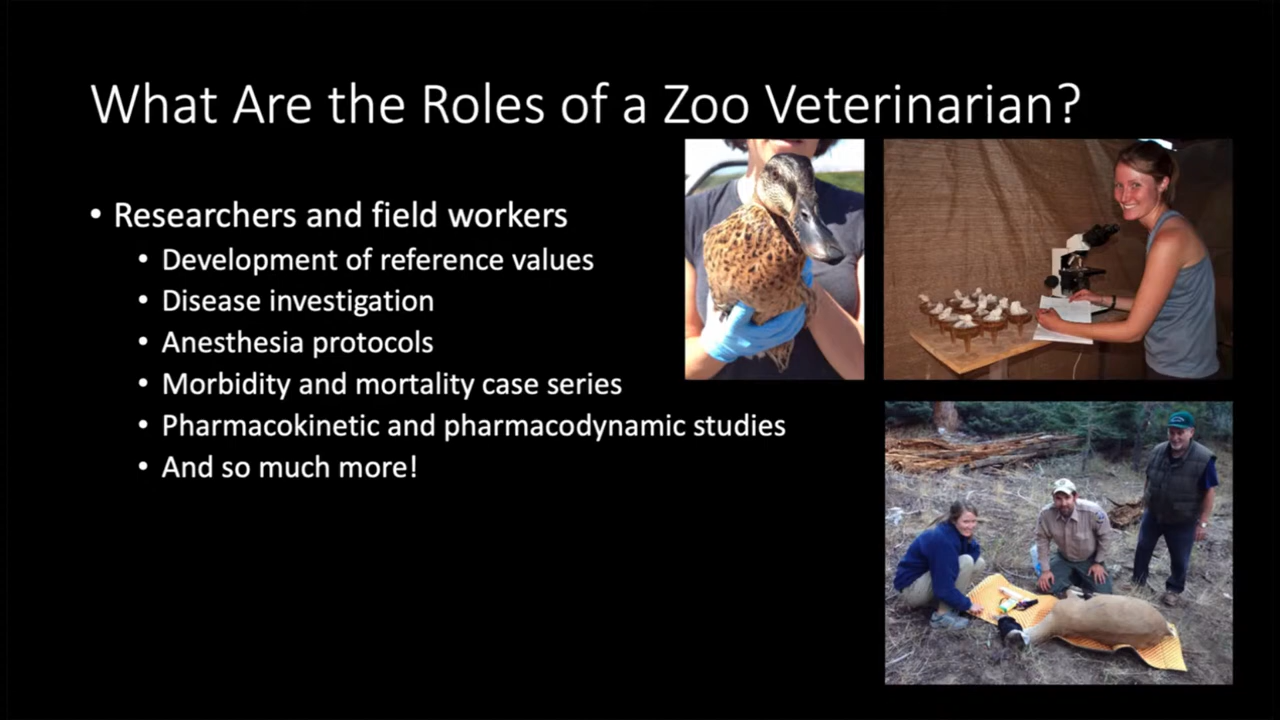 What Are the Roles of a Zoo Veterinarian?
• Researchers and field workers
• Development of reference values
• Disease investigation
• Anesthesia protocols
• Morbidity and mortality case series
• Pharmacokinetic and pharmacodynamic studies
• And so much more!